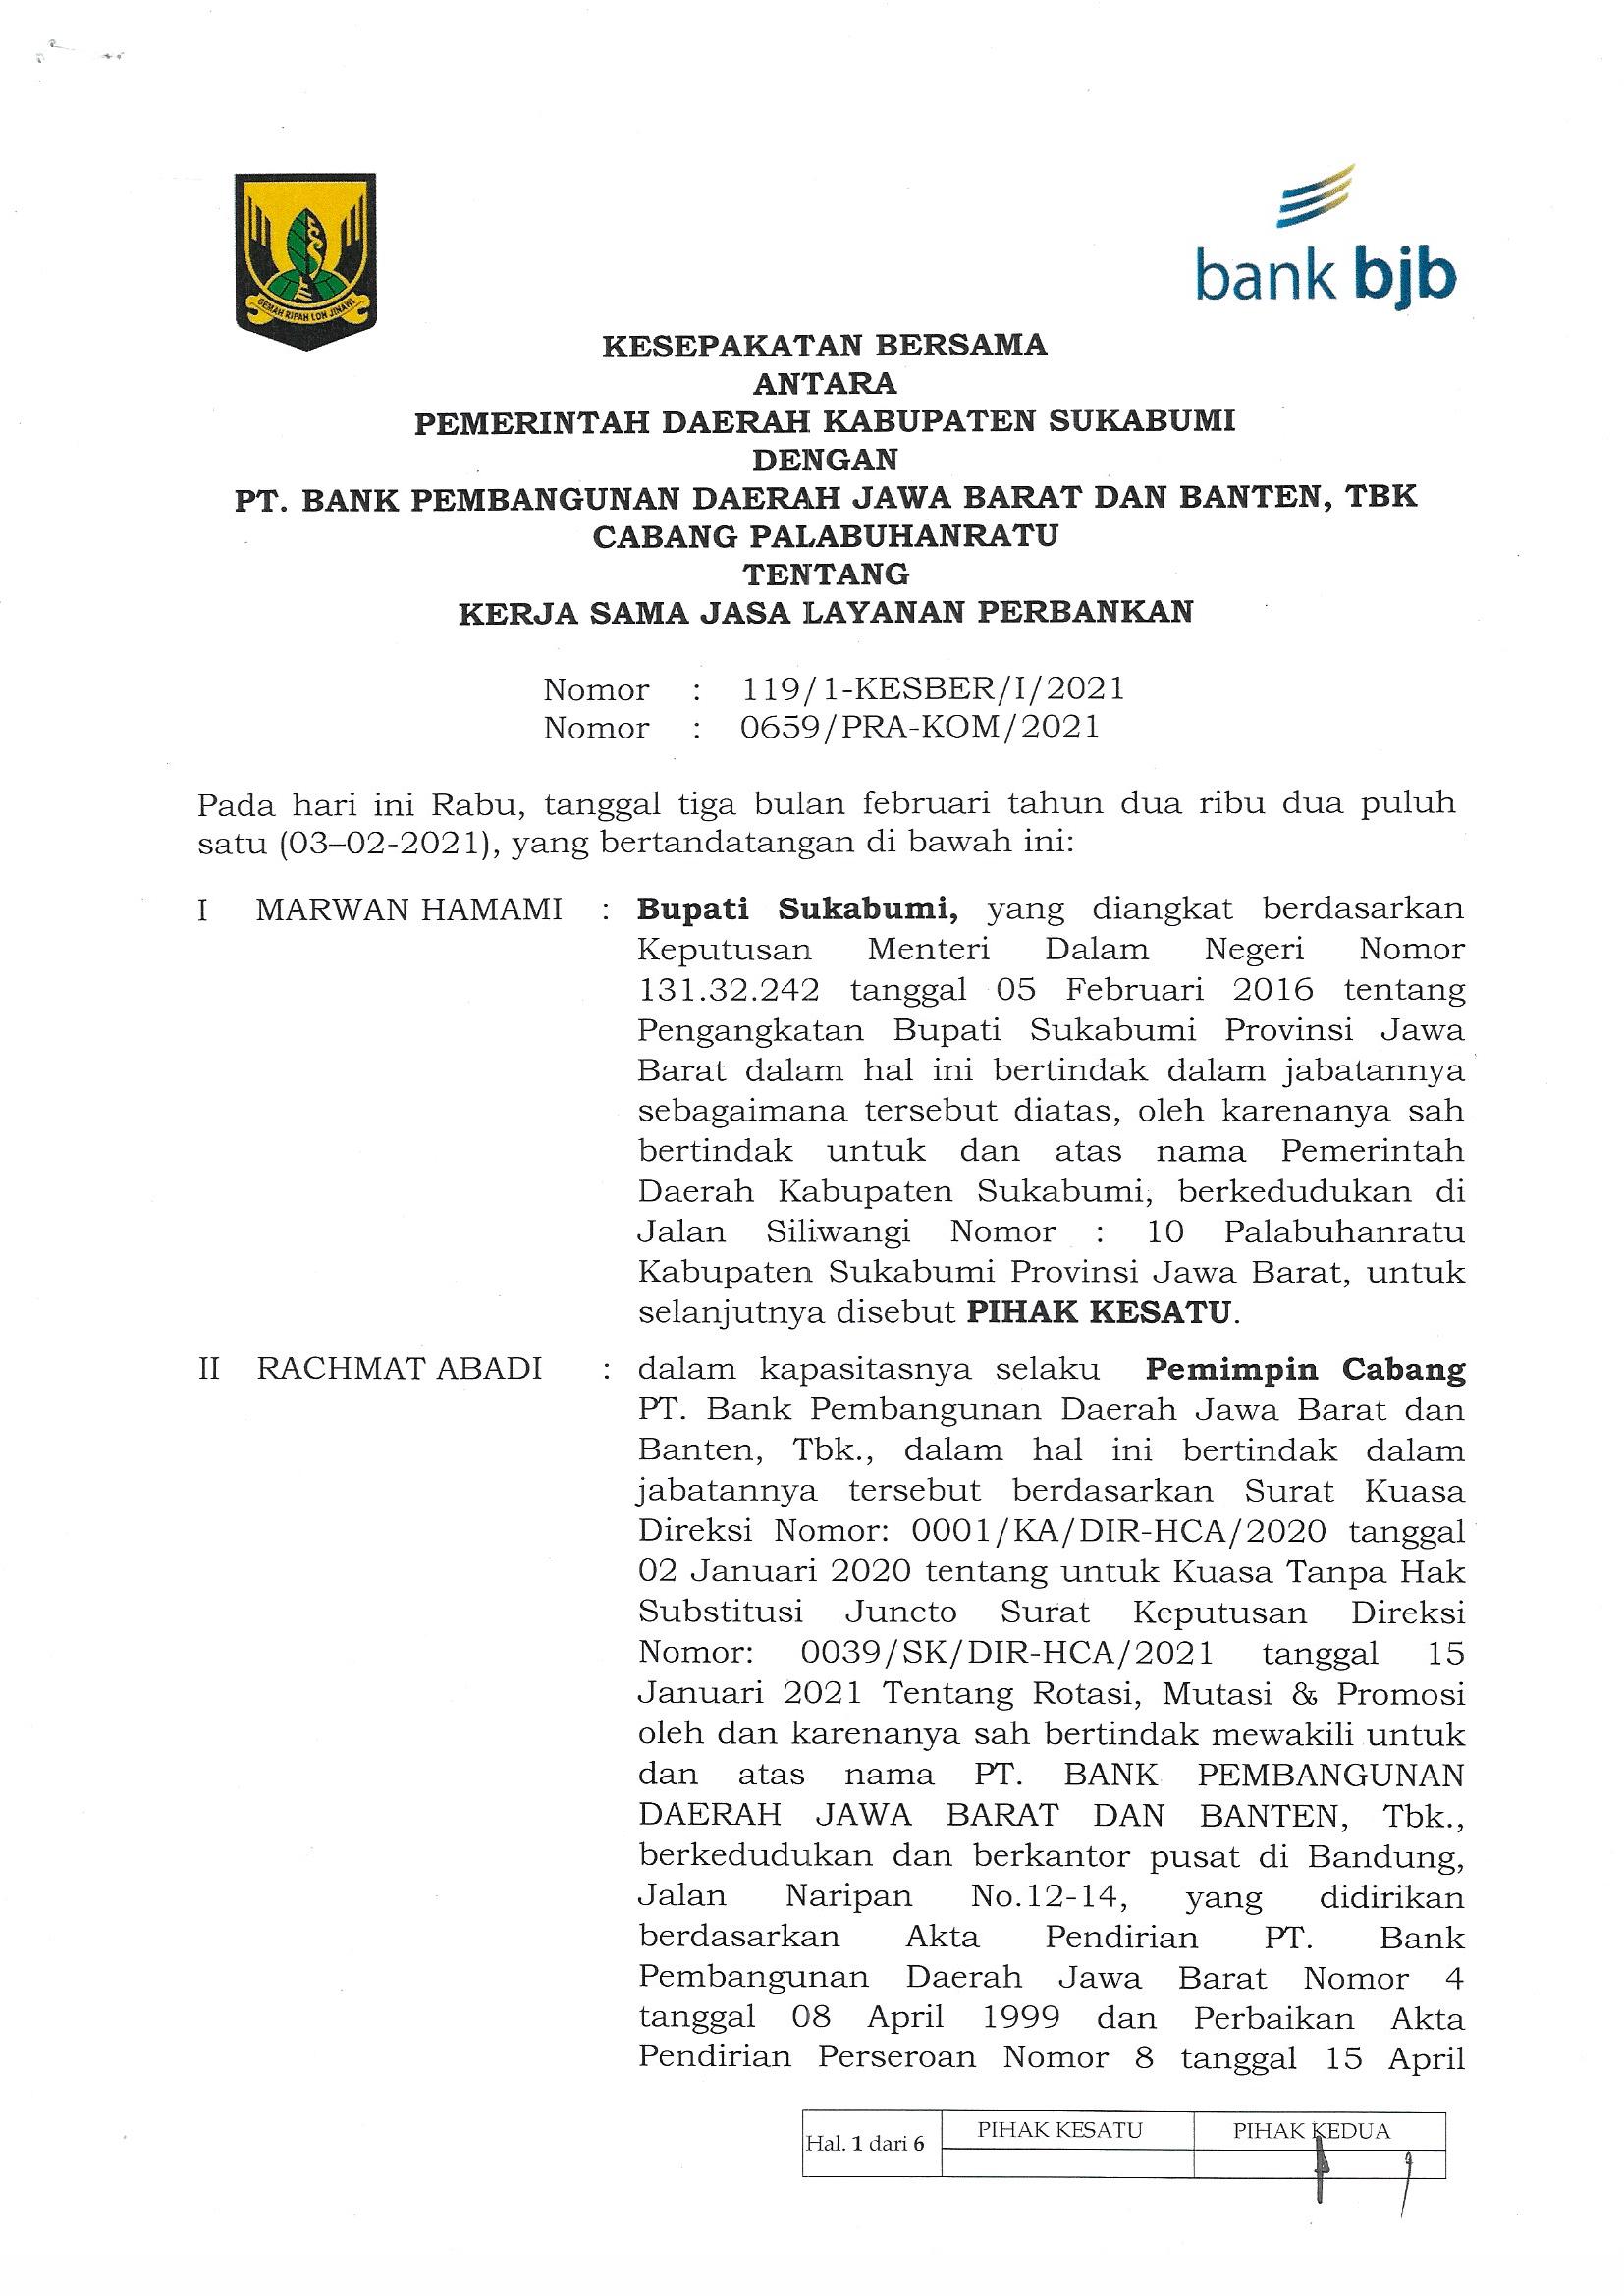 GEMAH RIPAH LOH JINAWI
bank bjb
KESEPAKATAN BERSAMA
ANTARA
PEMERINTAH DAERAH KABUPATEN SUKABUMI
DENGAN
PT. BANK PEMBANGUNAN DAERAH JAWA BARAT DAN BANTEN, TBK
CABANG PALABUHANRATU
TENTANG
KERJA SAMA JASA LAYANAN PERBANKAN
Nomor : 119/1-KESBER/I/2021
Nomor : 0659/PRA-KOM/2021
Pada hari ini Rabu, tanggal tiga bulan februari tahun dua ribu dua puluh
satu (03–02-2021), yang bertandatangan di bawah ini:
I MARWAN HAMAMI : Bupati Sukabumi, yang diangkat berdasarkan
Keputusan Menteri Dalam Negeri Nomor
131.32.242 tanggal 05 Februari 2016 tentang
Pengangkatan Bupati Sukabumi Provinsi Jawa
Barat dalam hal ini bertindak dalam jabatannya
sebagaimana tersebut diatas, oleh karenanya sah
bertindak untuk dan atas nama Pemerintah
Daerah Kabupaten Sukabumi, berkedudukan di
Jalan Siliwangi Nomor : 10 Palabuhanratu
Kabupaten Sukabumi Provinsi Jawa Barat, untuk
selanjutnya disebut PIHAK KESATU.
II RACHMAT ABADI : dalam kapasitasnya selaku Pemimpin Cabang
PT. Bank Pembangunan Daerah Jawa Barat dan
Banten, Tbk., dalam hal ini bertindak dalam
jabatannya tersebut berdasarkan Surat Kuasa
Direksi Nomor: 0001/KA/DIR-HCA/2020 tanggal
02 Januari 2020 tentang untuk Kuasa Tanpa Hak
Substitusi Juncto Surat Keputusan Direksi
Nomor: 0039/SK/DIR-HCA/2021 tanggal 15
Januari 2021 Tentang Rotasi, Mutasi & Promosi
oleh dan karenanya sah bertindak mewakili untuk
dan atas nama PT. BANK PEMBANGUNAN
DAERAH JAWA BARAT DAN BANTEN, Tbk.,
berkedudukan dan berkantor pusat di Bandung,
Jalan Naripan No.12-14, yang didirikan
berdasarkan Akta Pendirian PT. Bank
Pembangunan Daerah Jawa Barat Nomor 4
tanggal 08 April 1999 dan Perbaikan Akta
Pendirian Perseroan Nomor 8 tanggal 15 April
Hal. 1 dari 6 PIHAK KESATU PIHAK KEDUA